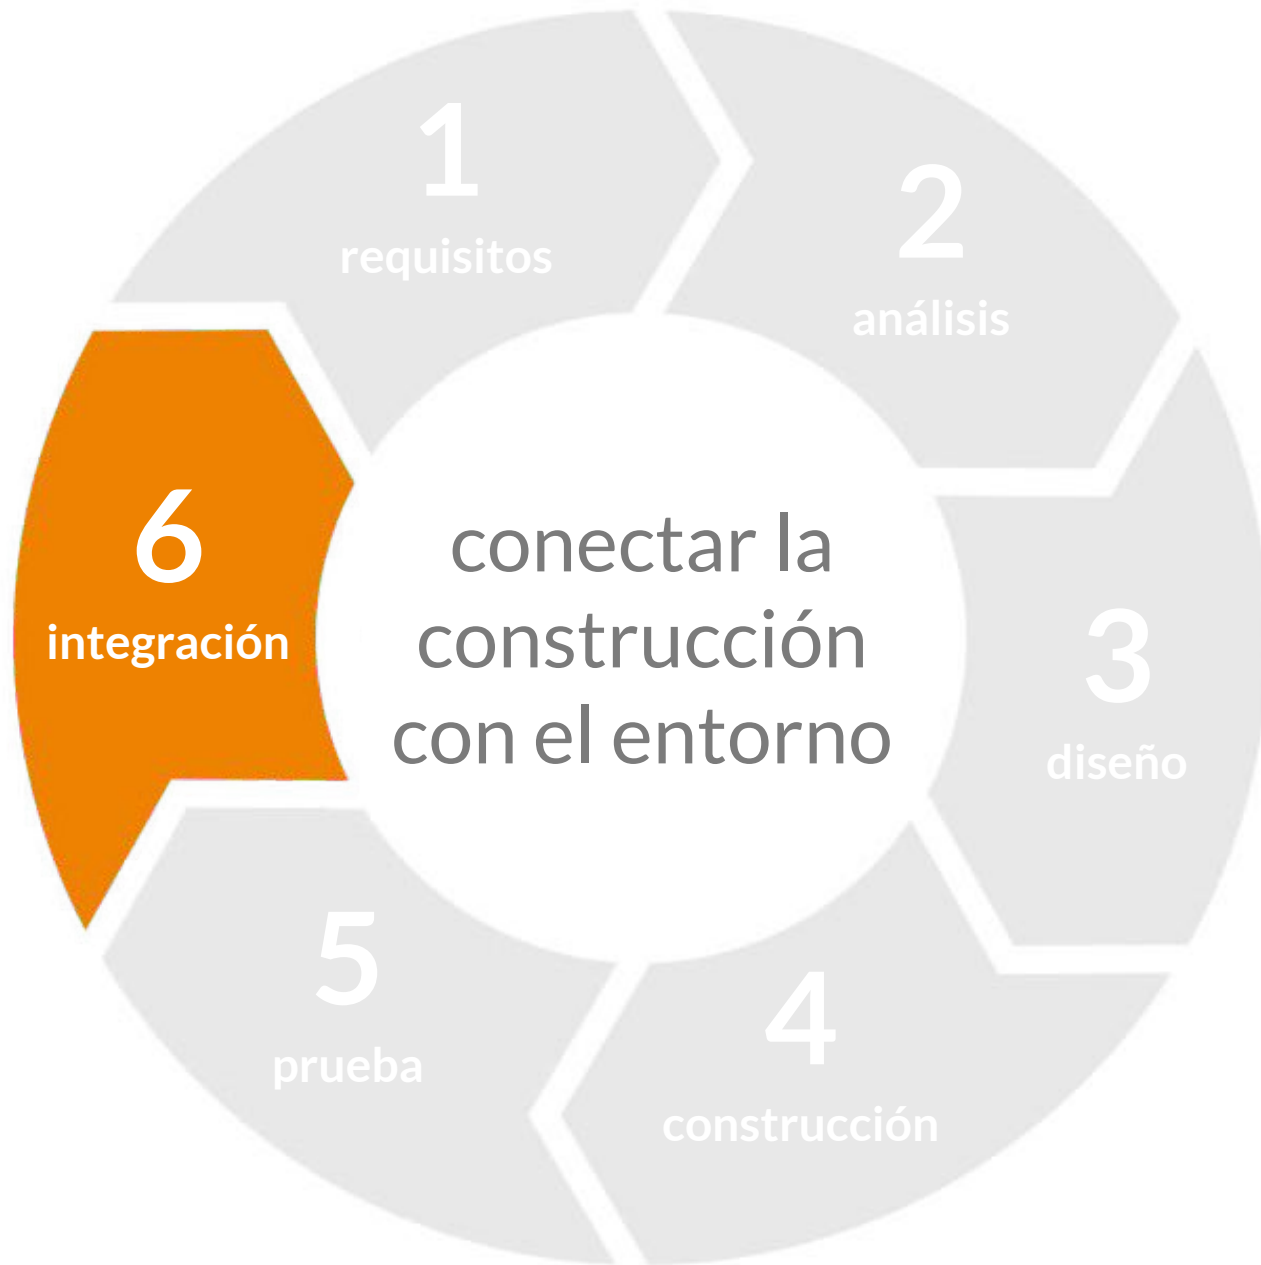 1
requisitos
2
análisis
3
diseño
4
construcción
5
prueba
6
integración
conectar la
construcción
con el entorno